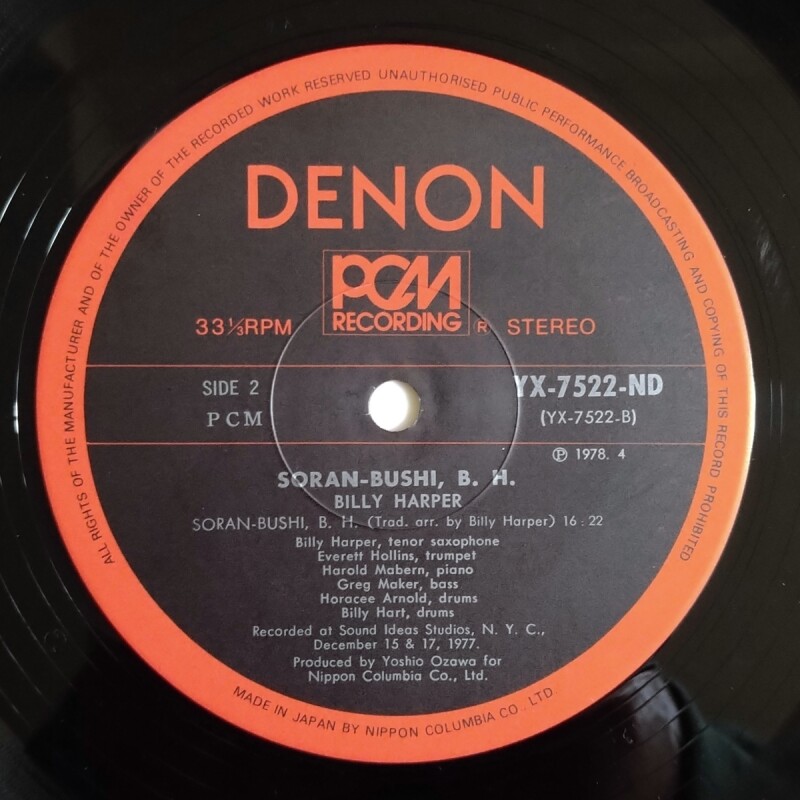 ALL RIGHTS OF THE MANUFACTURER AND OF THE OWNER OF THE RECORDED WORK RESERVED UNAUTHORISED PUBLIC PERFORMANCE BROADCASTING AND COPYING OF THIS RECORD PROHIBITED
DENON
PCM
RECORDING
33⅓RPM
® STEREO
SIDE 2
YX-7522-ND
PCM
(YX-7522-B)
℗ 1978. 4
SORAN-BUSHI, B. H.
BILLY HARPER
SORAN-BUSHI, B. H. (Trad. arr. by Billy Harper) 16:22
Billy Harper, tenor saxophone
Everett Hollins, trumpet
Harold Mabern, piano
Greg Maker, bass
Horacee Arnold, drums
Billy Hart, drums
Recorded at Sound Ideas Studios, N. Y. C.,
December 15 & 17, 1977.
Produced by Yoshio Ozawa for
Nippon Columbia Co., Ltd.
MADE IN JAPAN BY NIPPON COLUMBIA CO., LTD